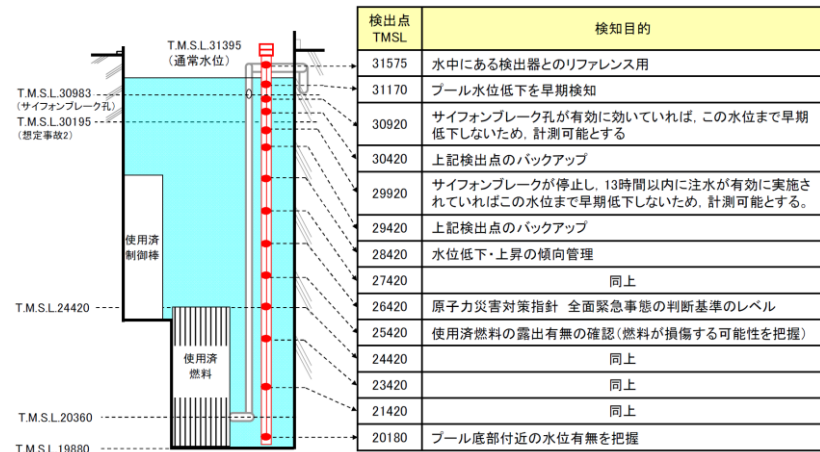 T.M.S.L.31395
(通常水位)
T.M.S.L.30983
(サイフォンブレーク孔)
T.M.S.L.30195
(想定事故2)
使用済
制御棒
T.M.S.L.24420
使用済
燃料
T.M.S.L.20360
T.M.S.L.19880
検出点
TMSL
検知目的
31575 水中にある検出器とのリファレンス用
31170 プール水位低下を早期検知
30920 サイフォンブレーク孔が有効に効いていれば，この水位まで早期
低下しないため，計測可能とする
30420 上記検出点のバックアップ
29920 サイフォンブレークが停止し，13時間以内に注水が有効に実施さ
れていればこの水位まで早期低下しないため，計測可能とする。
29420 上記検出点のバックアップ
28420 水位低下・上昇の傾向管理
27420 同上
26420 原子力災害対策指針 全面緊急事態の判断基準のレベル
25420 使用済燃料の露出有無の確認(燃料が損傷する可能性を把握)
24420 同上
23420 同上
21420 同上
20180 プール底部付近の水位有無を把握